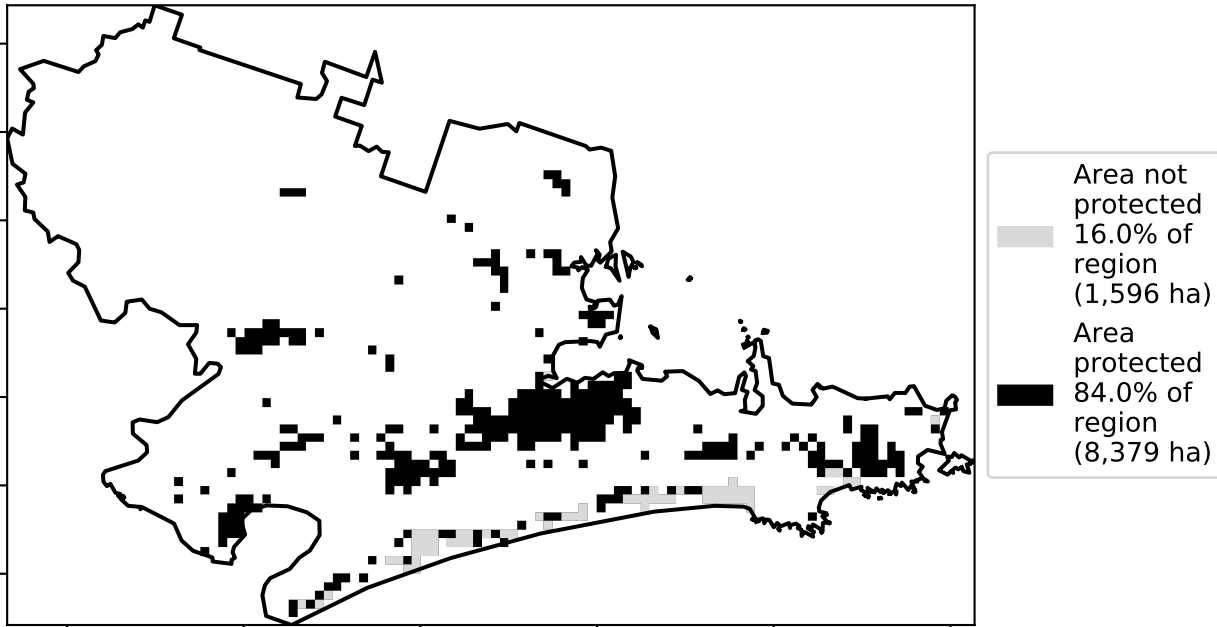 Area not
protected
16.0% of
region
(1,596 ha)
Area
protected
84.0% of
region
(8,379 ha)